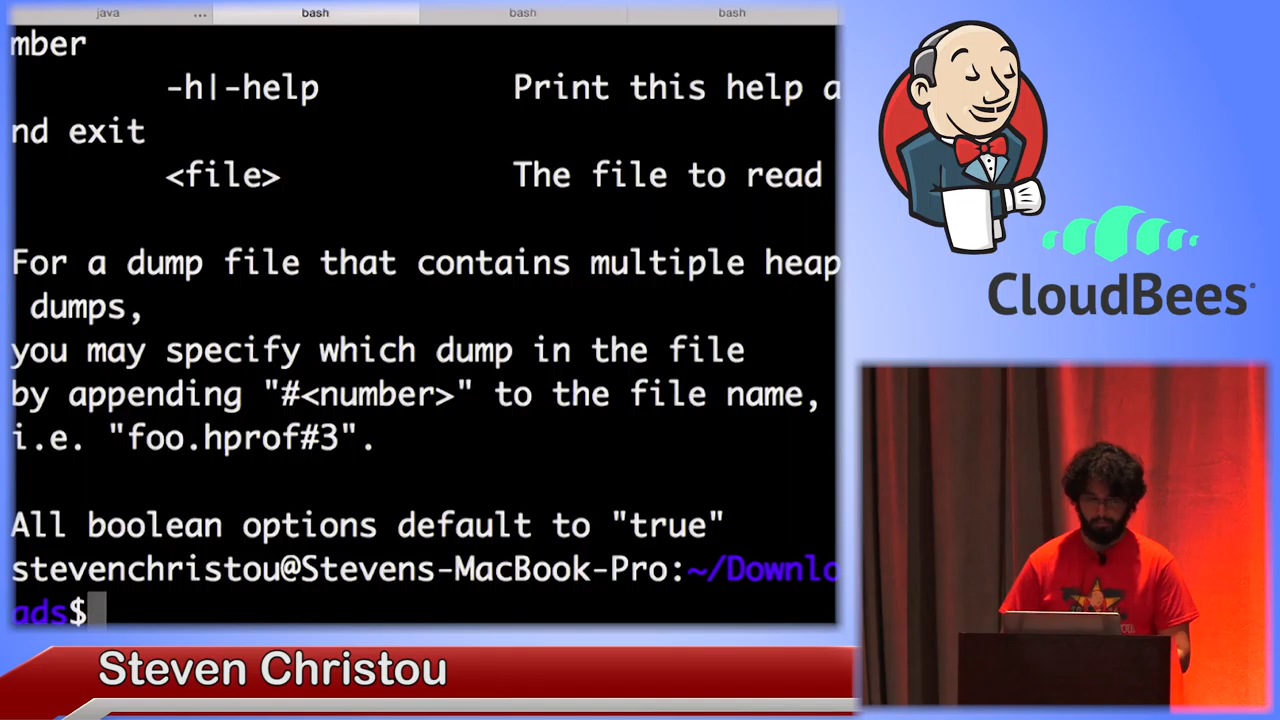 java
...
bash
bash
bash
mber
-h|-help Print this help a
nd exit
<file> The file to read
For a dump file that contains multiple heap
dumps,
you may specify which dump in the file
by appending "#<number>" to the file name,
i.e. "foo.hprof#3".
All boolean options default to "true"
stevenchristou@Stevens-MacBook-Pro:~/Downlo
ads$
CloudBees
Steven Christou